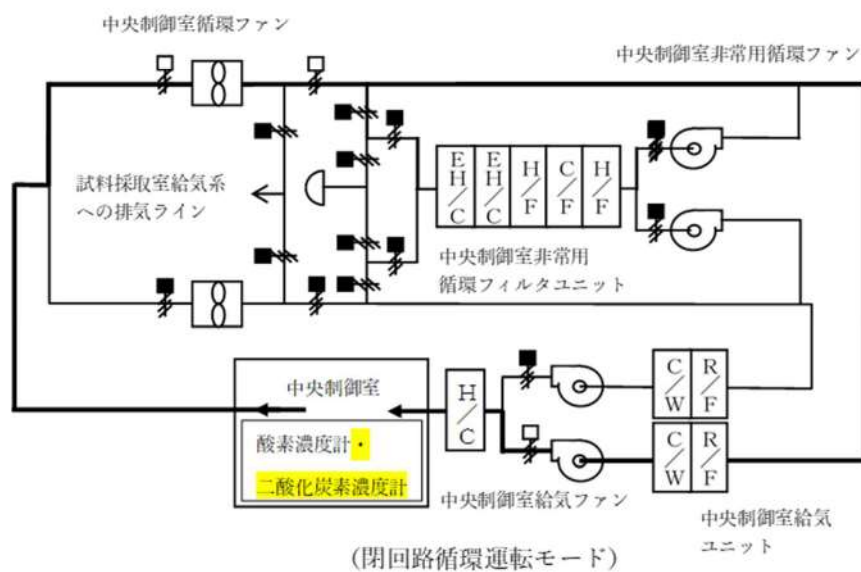 中央制御室循環ファン
中央制御室非常用循環ファン
試料採取室給気系
への排気ライン
EH/C
EH/C
H/F
C/F
H/F
中央制御室非常用
循環フィルタユニット
中央制御室
酸素濃度計・
二酸化炭素濃度計
H/C
C/W
R/F
C/W
R/F
中央制御室給気ファン
中央制御室給気
ユニット
(閉回路循環運転モード)